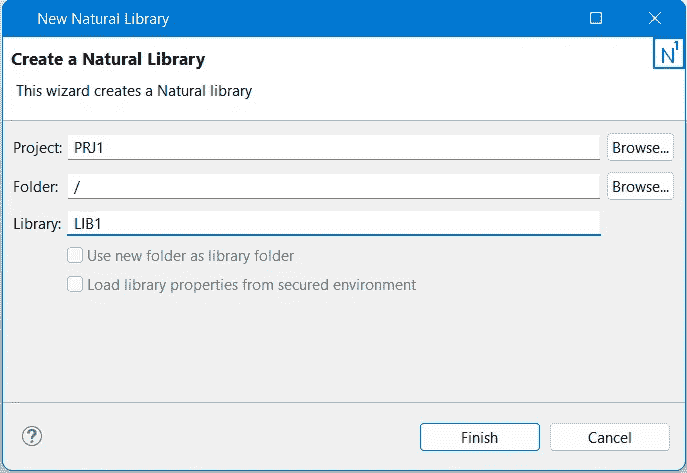 New Natural Library
Create a Natural Library
N1
This wizard creates a Natural library
Project: PRJ1 Browse...
Folder: / Browse...
Library: LIB1
Use new folder as library folder
Load library properties from secured environment
? Finish Cancel